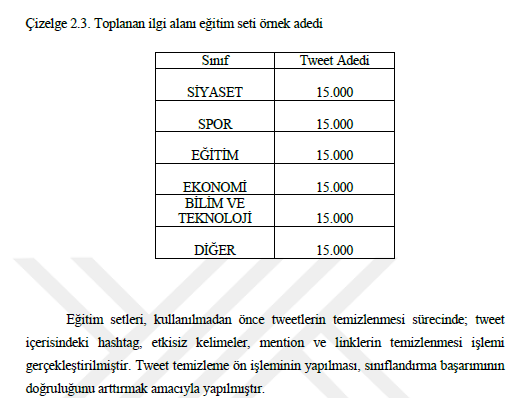 Çizelge 2.3. Toplanan ilgi alanı eğitim seti örnek adedi
Sınıf Tweet Adedi
SİYASET 15.000
SPOR 15.000
EĞİTİM 15.000
EKONOMİ 15.000
BİLİM VE
TEKNOLOJİ 15.000
DİĞER 15.000
Eğitim setleri, kullanılmadan önce tweetlerin temizlenmesi sürecinde; tweet
içerisindeki hashtag, etkisiz kelimeler, mention ve linklerin temizlenmesi işlemi
gerçekleştirilmiştir. Tweet temizleme ön işleminin yapılması, sınıflandırma başarımının
doğruluğunu arttırmak amacıyla yapılmıştır.